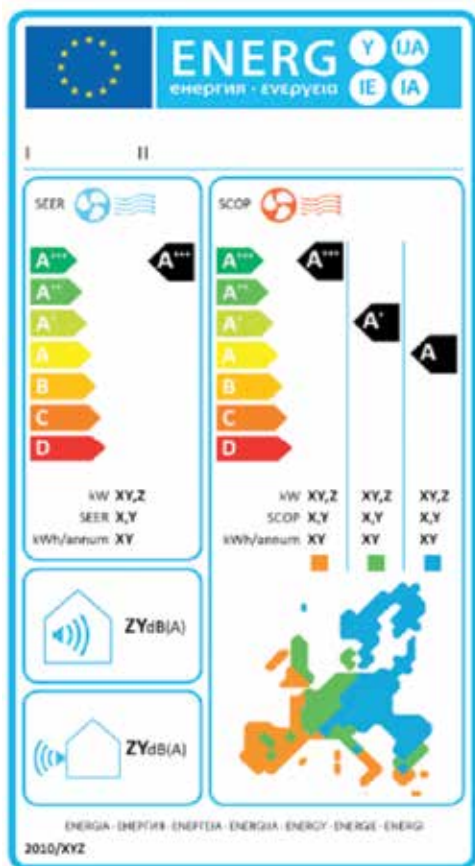 ENERG Y IJA
енергия · ενεργεια IE IA
I II
SEER
A+++ A+++
A++
A+
A
B
C
D
kW XY,Z
SEER X,Y
kWh/annum XY
SCOP
A+++ A+++
A++
A+ A+
A A
B
C
D
kW XY,Z XY,Z XY,Z
SCOP X,Y X,Y X,Y
kWh/annum XY XY XY
ZYdB(A)
ZYdB(A)
ENERGIA · ЕНЕРГИЯ · ΕΝΕΡΓΕΙΑ · ENERGIJA · ENERGY · ENERGIE · ENERGI
2010/XYZ